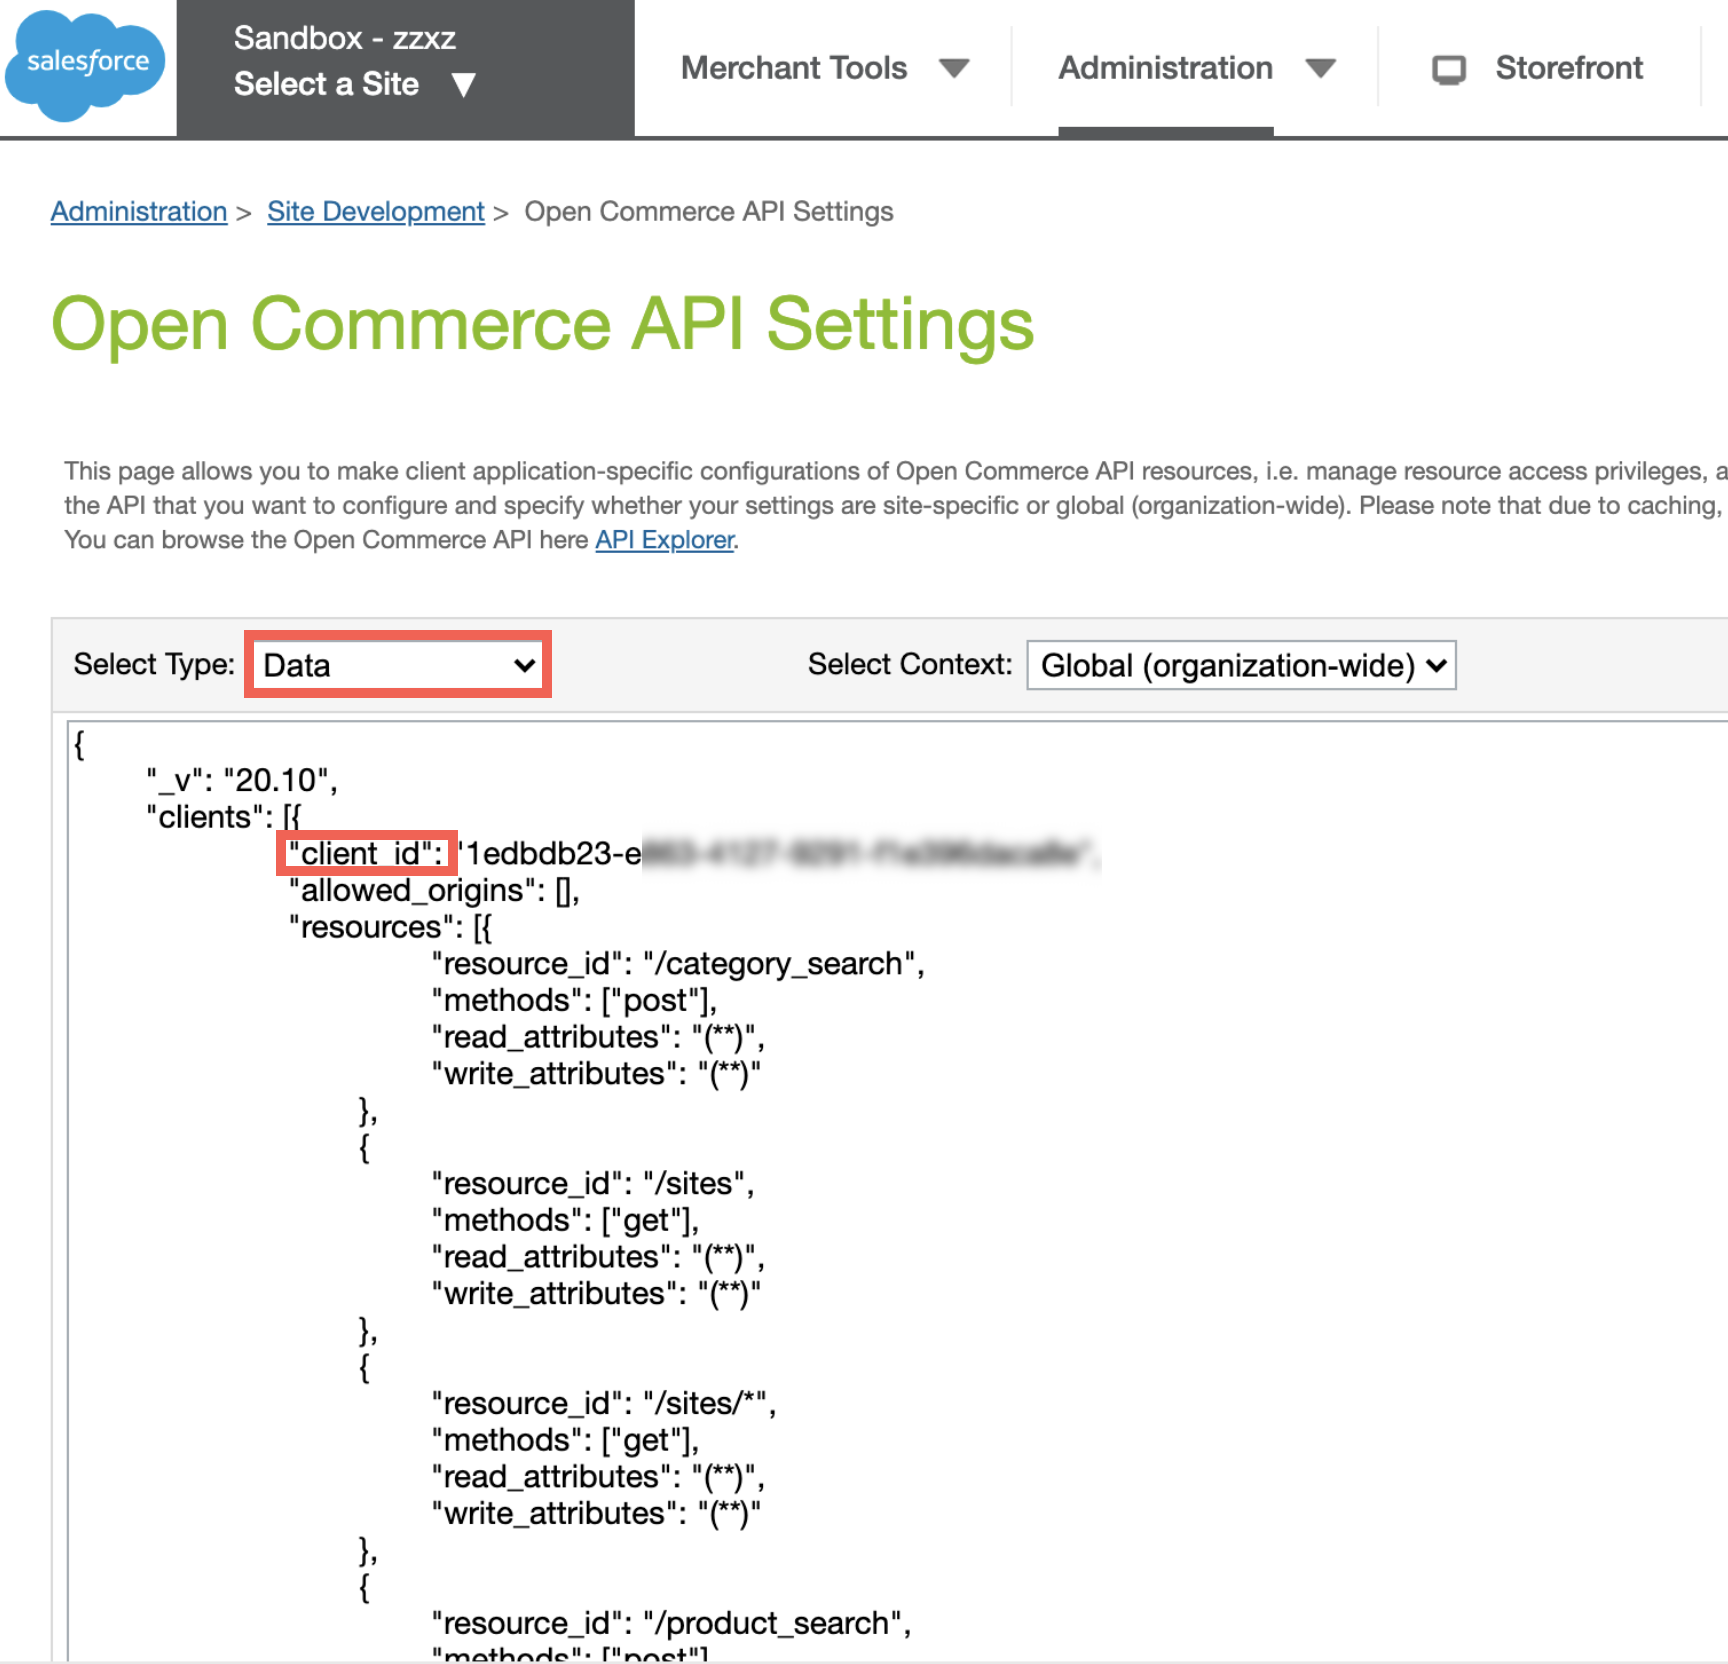 salesforce
Sandbox - zzxz
Select a Site
Merchant Tools
Administration
Storefront
Administration > Site Development > Open Commerce API Settings
Open Commerce API Settings
This page allows you to make client application-specific configurations of Open Commerce API resources, i.e. manage resource access privileges, a
the API that you want to configure and specify whether your settings are site-specific or global (organization-wide). Please note that due to caching,
You can browse the Open Commerce API here API Explorer.
Select Type: Data
Select Context: Global (organization-wide)
{
"_v": "20.10",
"clients": [{
"client_id": "1edbdb23-e
"allowed_origins": [],
"resources": [{
"resource_id": "/category_search",
"methods": ["post"],
"read_attributes": "(**)",
"write_attributes": "(**)"
},
{
"resource_id": "/sites",
"methods": ["get"],
"read_attributes": "(**)",
"write_attributes": "(**)"
},
{
"resource_id": "/sites/*",
"methods": ["get"],
"read_attributes": "(**)",
"write_attributes": "(**)"
},
{
"resource_id": "/product_search",
"methods": ["post"]